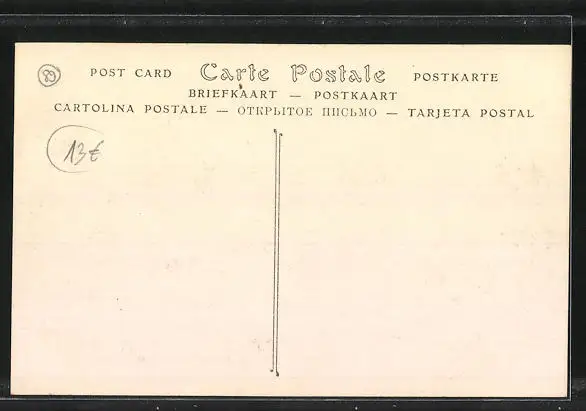 POST CARD Carte Postale POSTKARTE
BRIEFKAART — POSTKAART
CARTOLINA POSTALE — ОТКРЫТОЕ ПИСЬМО — TARJETA POSTAL
13€